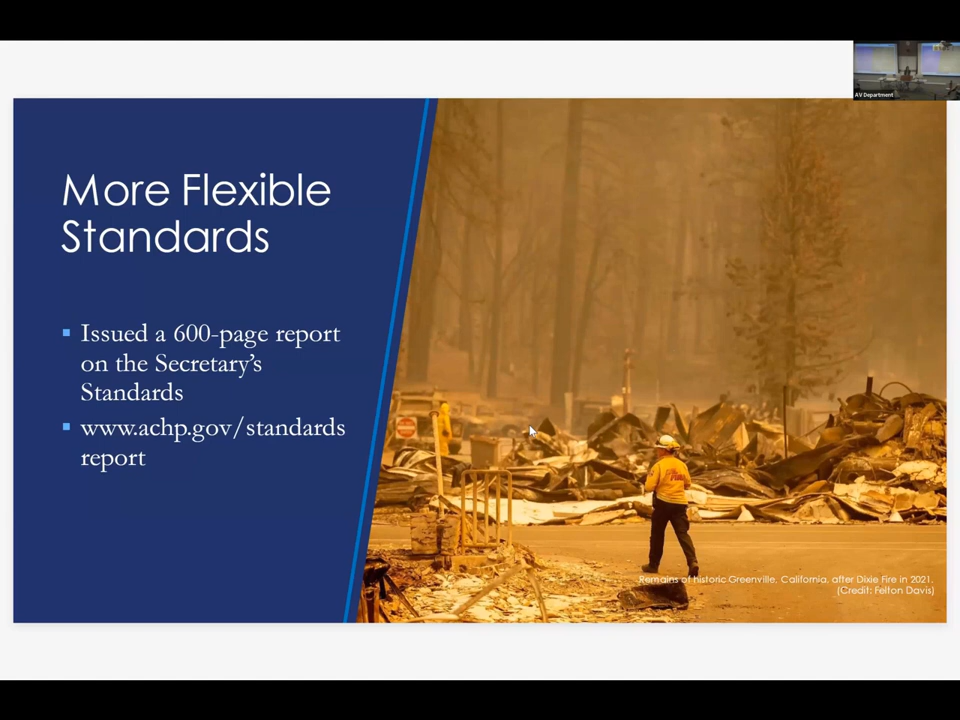 AV Department
More Flexible
Standards
▪ Issued a 600-page report
on the Secretary’s
Standards
▪ www.achp.gov/standards
report
Remains of historic Greenville, California, after Dixie Fire in 2021.
(Credit: Felton Davis)